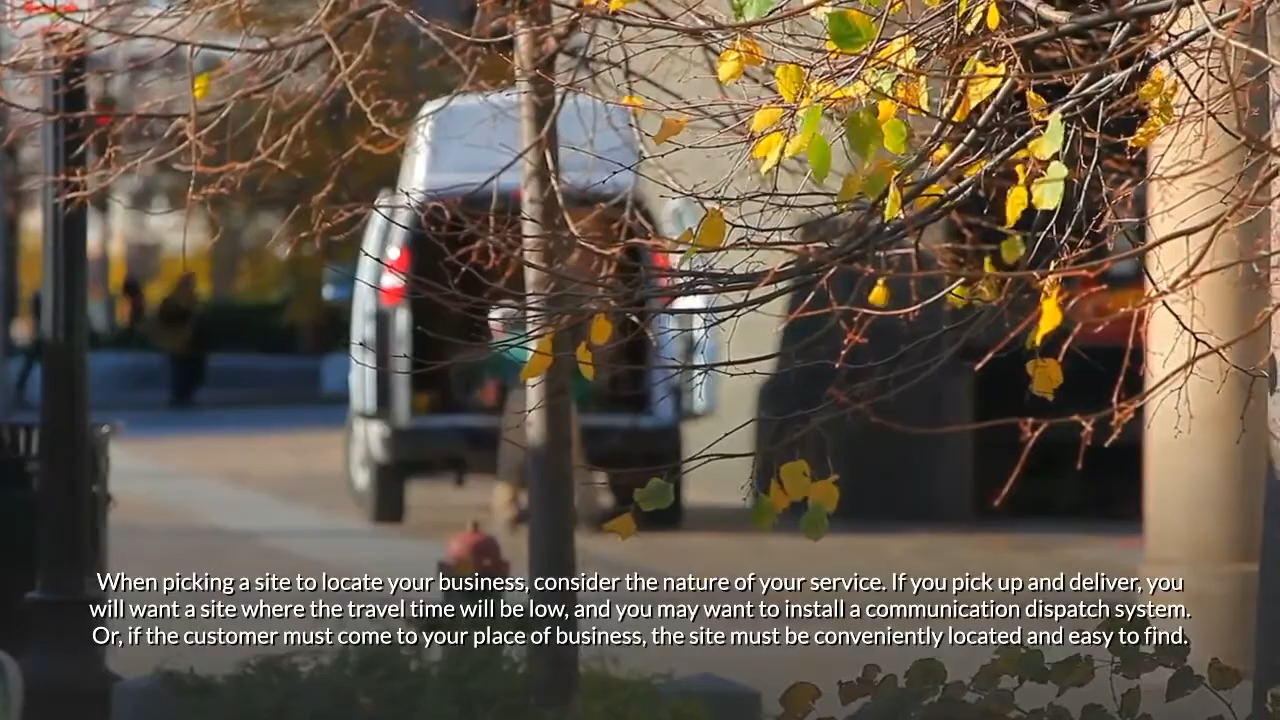 When picking a site to locate your business, consider the nature of your service. If you pick up and deliver, you
will want a site where the travel time will be low, and you may want to install a communication dispatch system.
Or, if the customer must come to your place of business, the site must be conveniently located and easy to find.